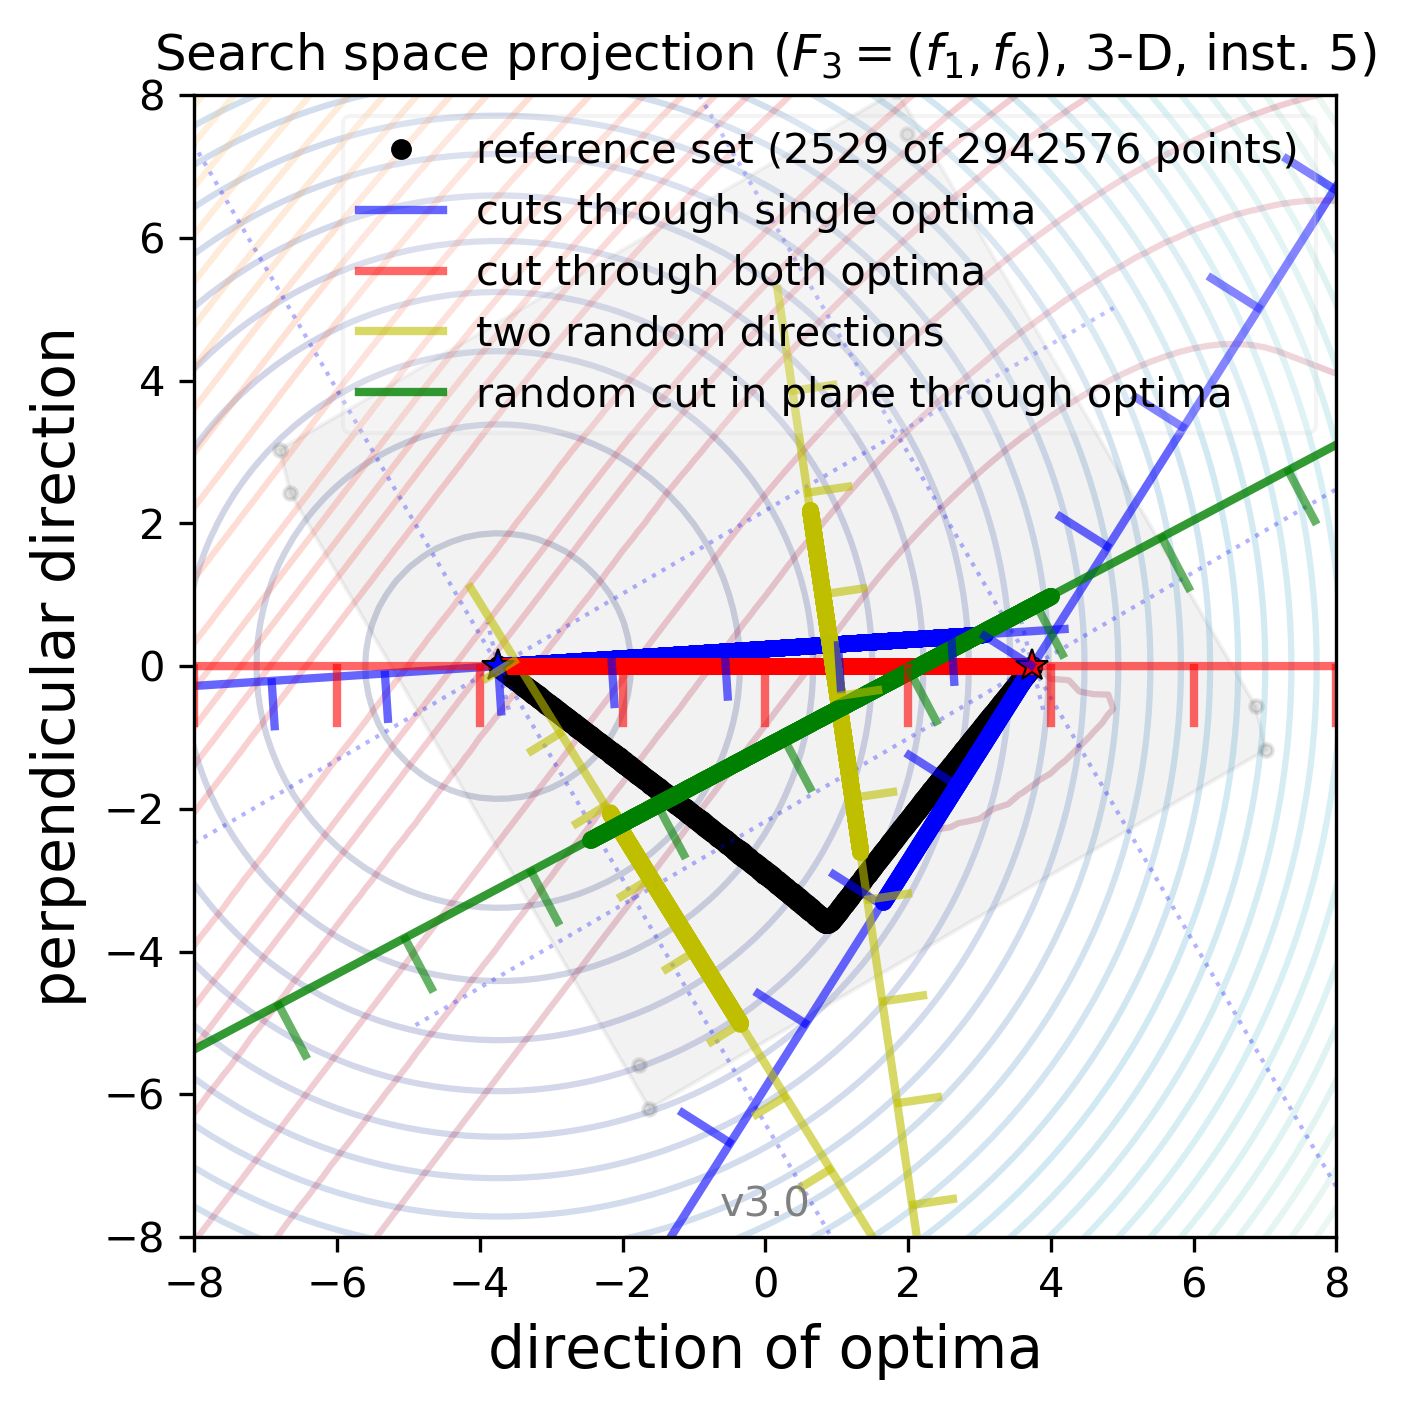 Search space projection (F₃ = (f₁, f₆), 3-D, inst. 5)
reference set (2529 of 2942576 points)
cuts through single optima
cut through both optima
two random directions
random cut in plane through optima
perpendicular direction
8
6
4
2
0
−2
−4
−6
−8
v3.0
−8 −6 −4 −2 0 2 4 6 8
direction of optima